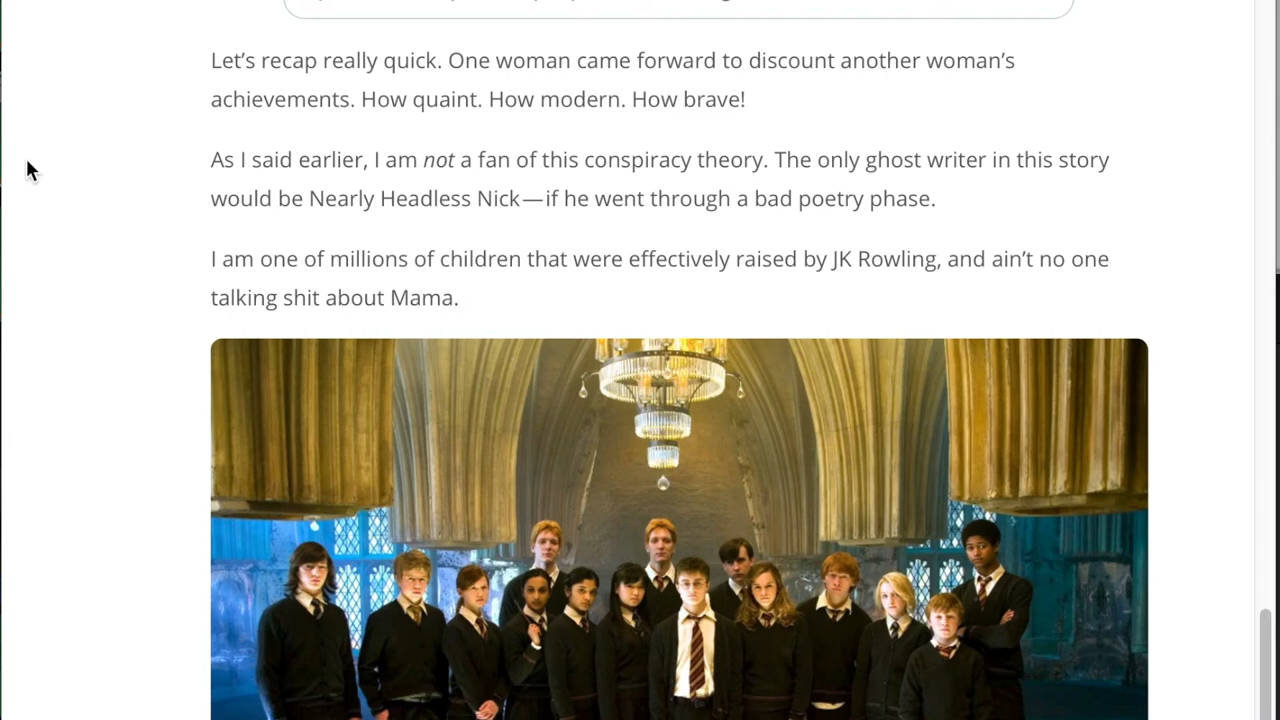 Let’s recap really quick. One woman came forward to discount another woman’s
achievements. How quaint. How modern. How brave!
As I said earlier, I am not a fan of this conspiracy theory. The only ghost writer in this story
would be Nearly Headless Nick—if he went through a bad poetry phase.
I am one of millions of children that were effectively raised by JK Rowling, and ain’t no one
talking shit about Mama.